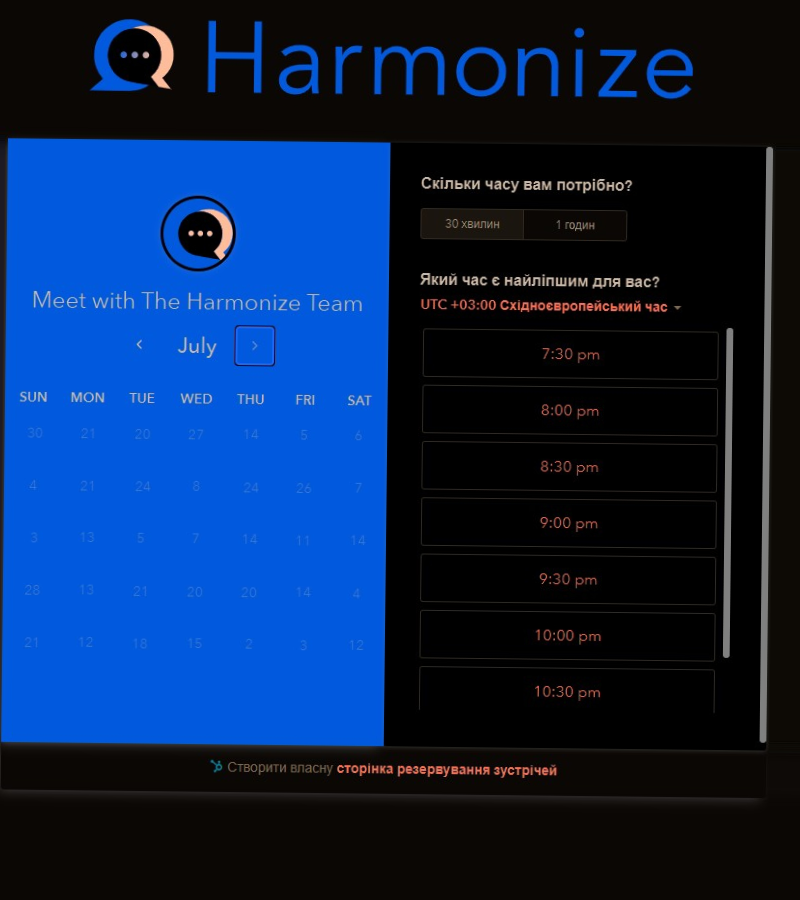 Harmonize
Meet with The Harmonize Team
July
SUN MON TUE WED THU FRI SAT
30 21 20 27 14 5 6
4 21 24 8 24 26 7
3 13 5 7 14 11 14
28 13 21 20 20 14 4
21 12 18 15 2 3 12
Скільки часу вам потрібно?
30 хвилин 1 годин
Який час є найліпшим для вас?
UTC +03:00 Східноєвропейський час
7:30 pm
8:00 pm
8:30 pm
9:00 pm
9:30 pm
10:00 pm
10:30 pm
Створити власну сторінка резервування зустрічей